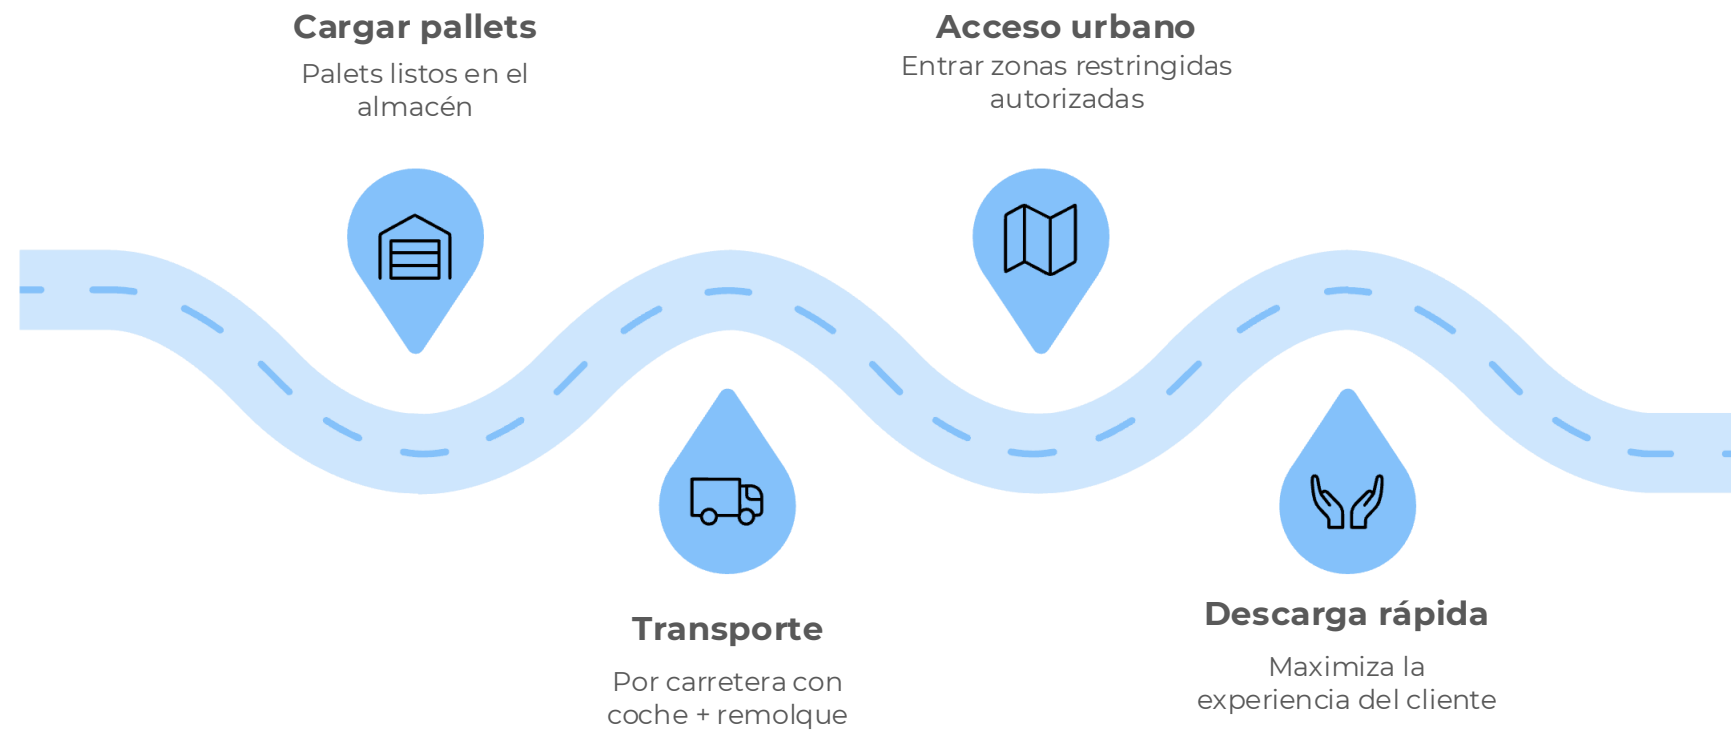 Cargar pallets
Palets listos en el
almacén
Transporte
Por carretera con
coche + remolque
Acceso urbano
Entrar zonas restringidas
autorizadas
Descarga rápida
Maximiza la
experiencia del cliente